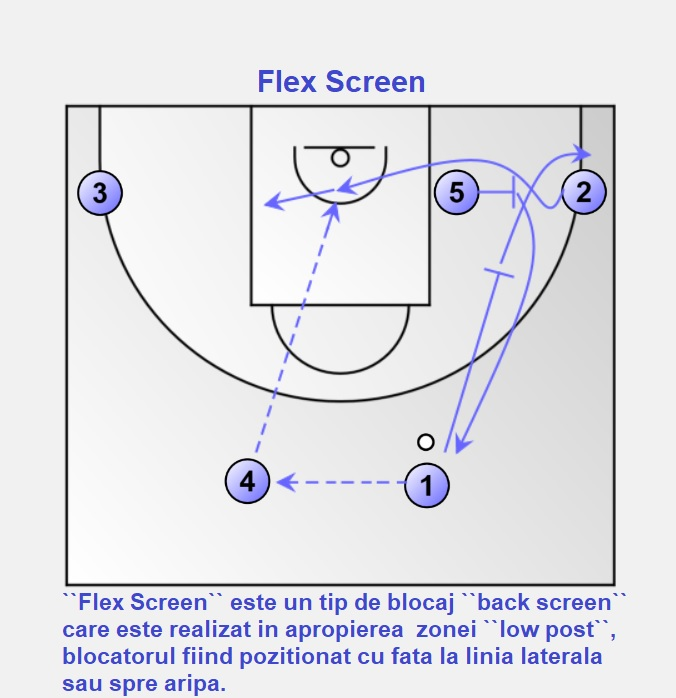 Flex Screen
3
5
2
4
1
``Flex Screen`` este un tip de blocaj ``back screen``
care este realizat in apropierea  zonei ``low post``,
blocatorul fiind pozitionat cu fata la linia laterala
sau spre aripa.